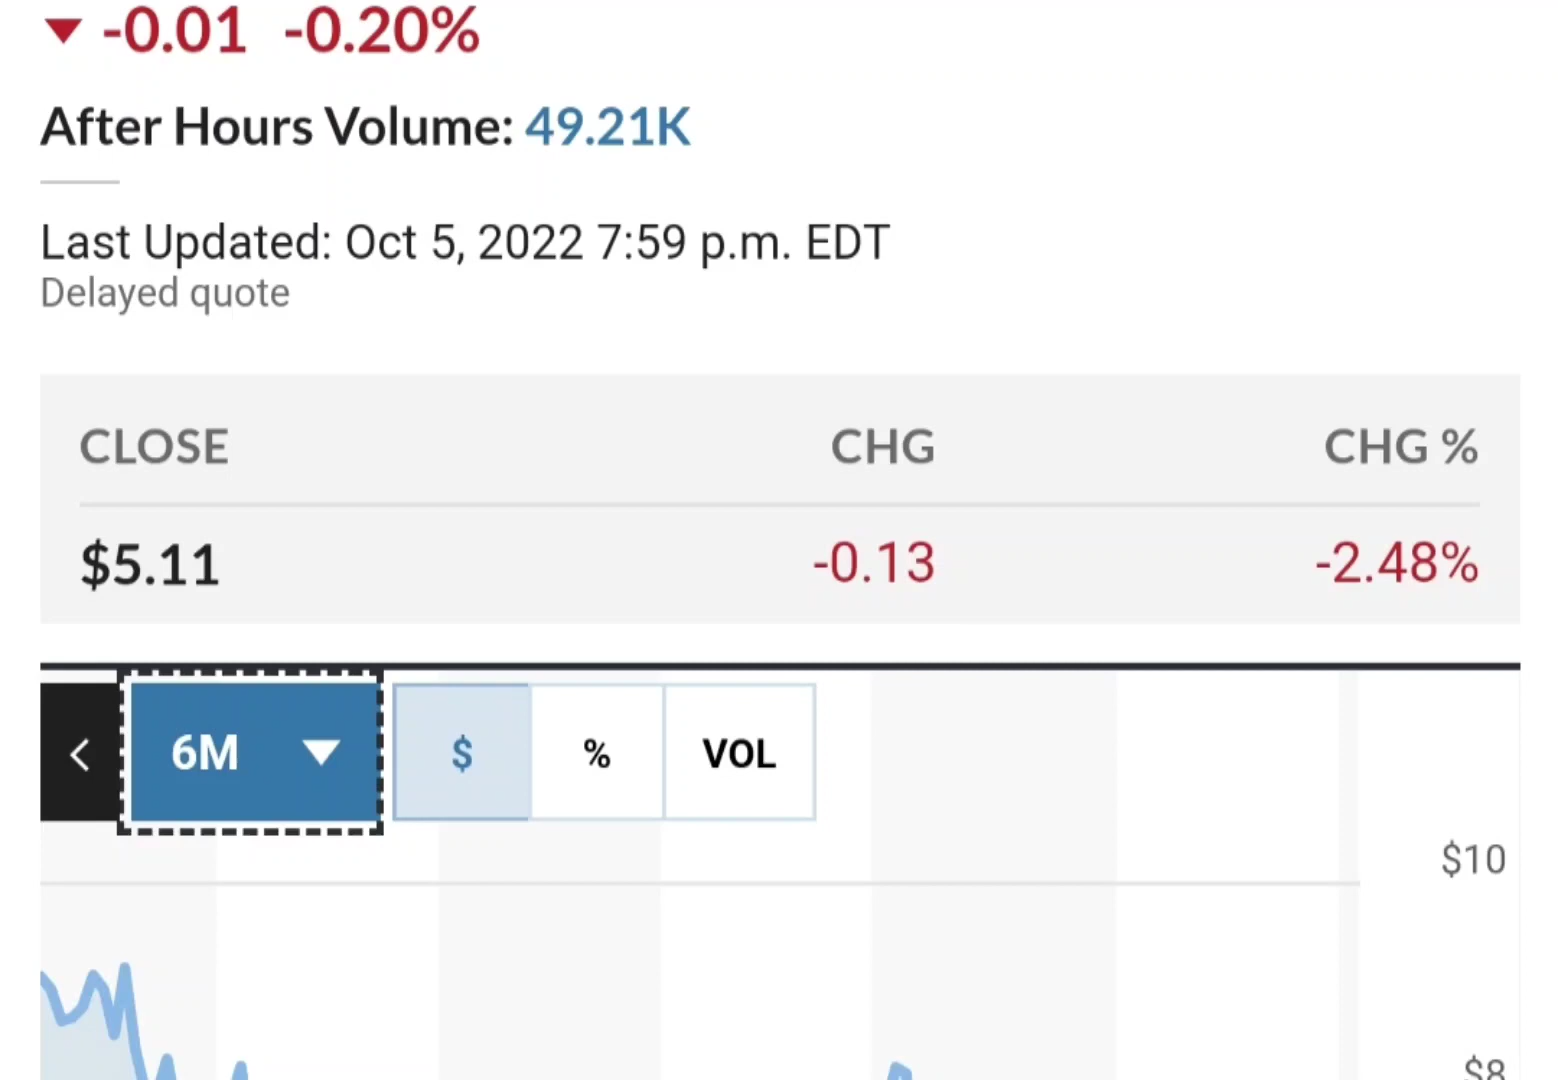 -0.01 -0.20%
After Hours Volume: 49.21K
Last Updated: Oct 5, 2022 7:59 p.m. EDT
Delayed quote
CLOSE CHG CHG %
$5.11 -0.13 -2.48%
6M $ % VOL
$10
$8